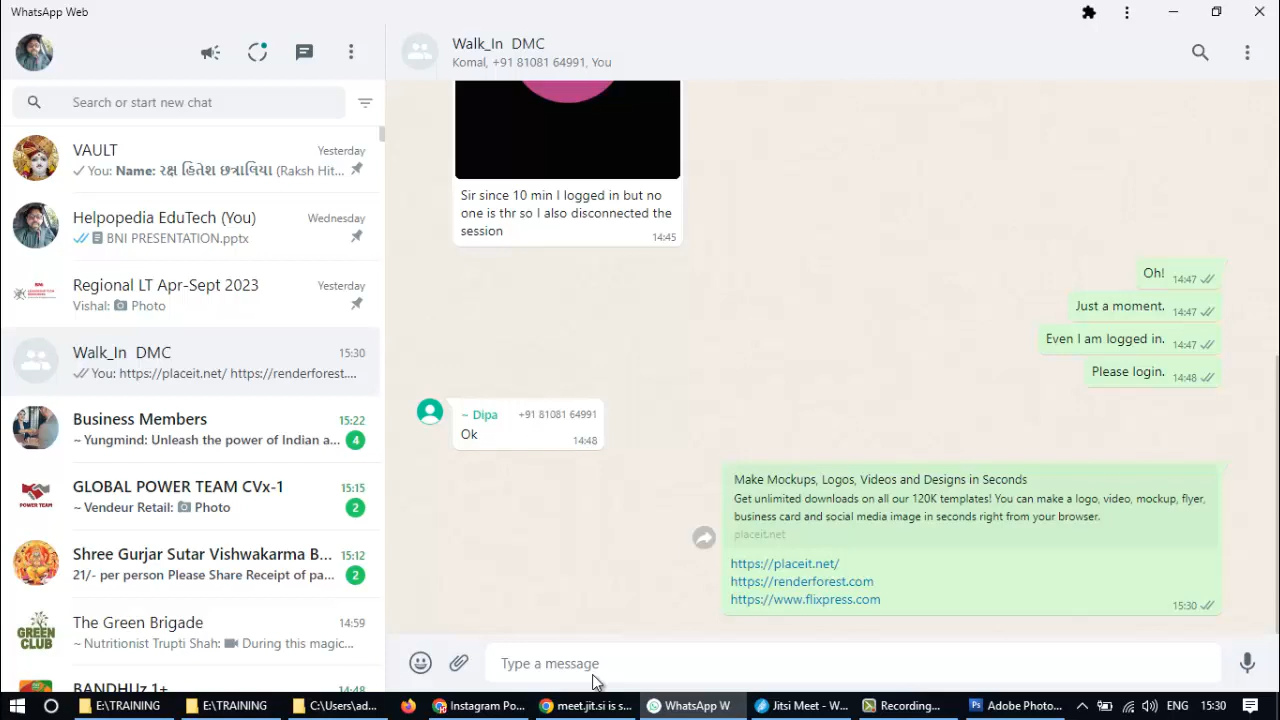 WhatsApp Web
Search or start new chat
VAULT
Yesterday
You: Name: રક્ષ હિતેશ છત્રાલિયા (Raksh Hit...
Helpopedia EduTech (You)
Wednesday
BNI PRESENTATION.pptx
Regional LT Apr-Sept 2023
Yesterday
Vishal: Photo
Walk_In DMC
15:30
You: https://placeit.net/ https://renderforest....
Business Members
15:22
~ Yungmind: Unleash the power of Indian a...
4
GLOBAL POWER TEAM CVx-1
15:15
~ Vendeur Retail: Photo
2
Shree Gurjar Sutar Vishwakarma B...
15:12
21/- per person Please Share Receipt of pa...
2
The Green Brigade
14:59
~ Nutritionist Trupti Shah: During this magic...
BANDHUz 1+
14:48
Walk_In DMC
Komal, +91 81081 64991, You
Sir since 10 min I logged in but no
one is thr so I also disconnected the
session
14:45
Oh!
14:47
Just a moment.
14:47
Even I am logged in.
14:47
Please login.
14:48
~ Dipa
+91 81081 64991
Ok
14:48
Make Mockups, Logos, Videos and Designs in Seconds
Get unlimited downloads on all our 120K templates! You can make a logo, video, mockup, flyer,
business card and social media image in seconds right from your browser.
placeit.net
https://placeit.net/
https://renderforest.com
https://www.flixpress.com
15:30
Type a message
E:\TRAINING
E:\TRAINING
C:\Users\ad...
Instagram Po...
meet.jit.si is s...
WhatsApp W
Jitsi Meet - W...
Recording...
Adobe Photo...
ENG
15:30